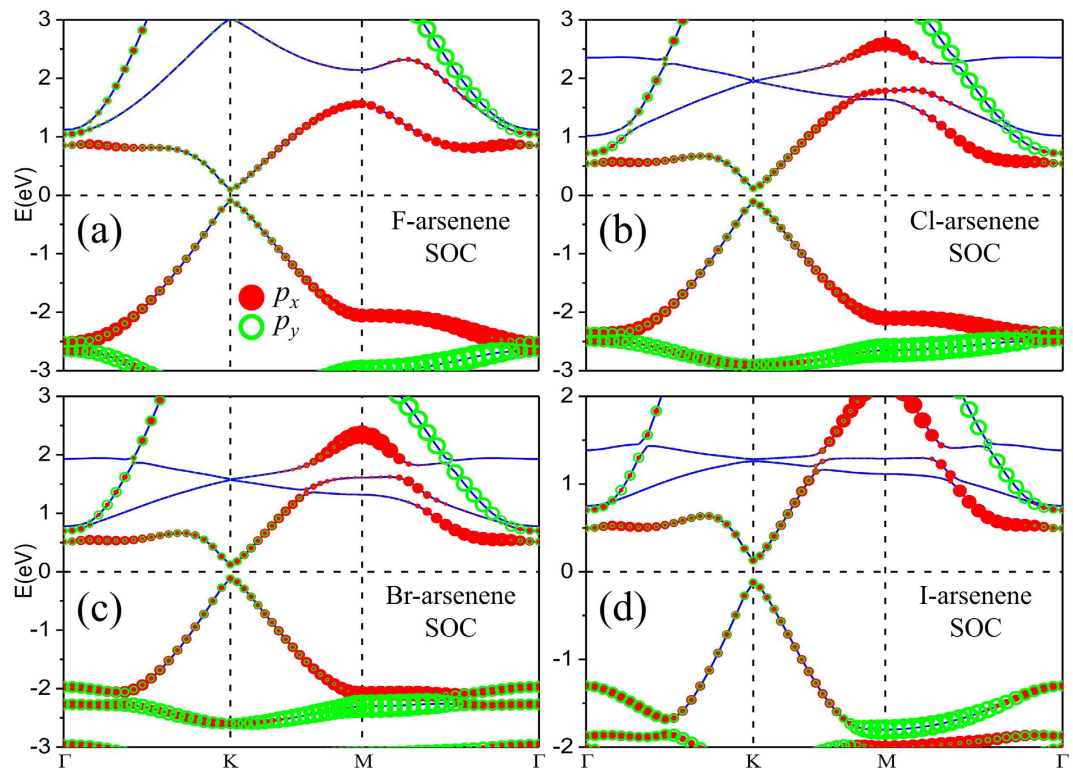 3
2
1
0
-1
-2
-3
E(eV)
(a)
F-arsenene
SOC
px
py
3
2
1
0
-1
-2
-3
E(eV)
(b)
Cl-arsenene
SOC
3
2
1
0
-1
-2
-3
E(eV)
(c)
Br-arsenene
SOC
Γ
K
M
Γ
2
1
0
-1
-2
(d)
I-arsenene
SOC
Γ
K
M
Γ
E(eV)